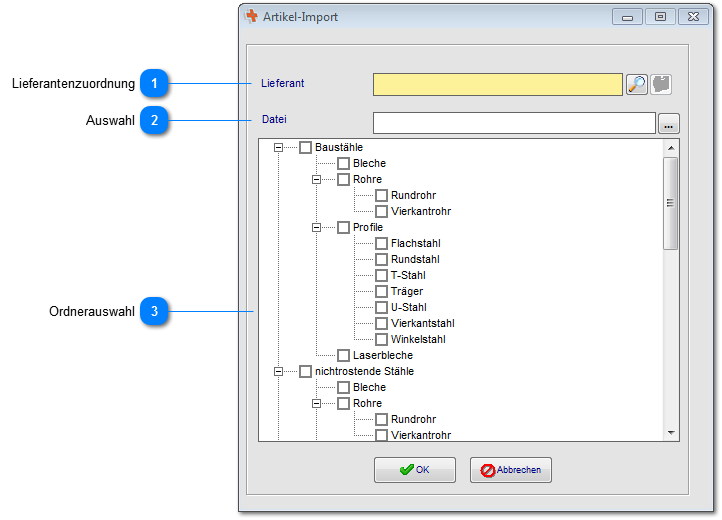 Artikel-Import
Lieferantenzuordnung 1 Lieferant
Auswahl 2 Datei ...
Baustähle
Bleche
Rohre
Rundrohr
Vierkantrohr
Profile
Flachstahl
Rundstahl
T-Stahl
Träger
Ordnerauswahl 3 U-Stahl
Vierkantstahl
Winkelstahl
Laserbleche
nichtrostende Stähle
Bleche
Rohre
Rundrohr
Vierkantrohr
OK Abbrechen